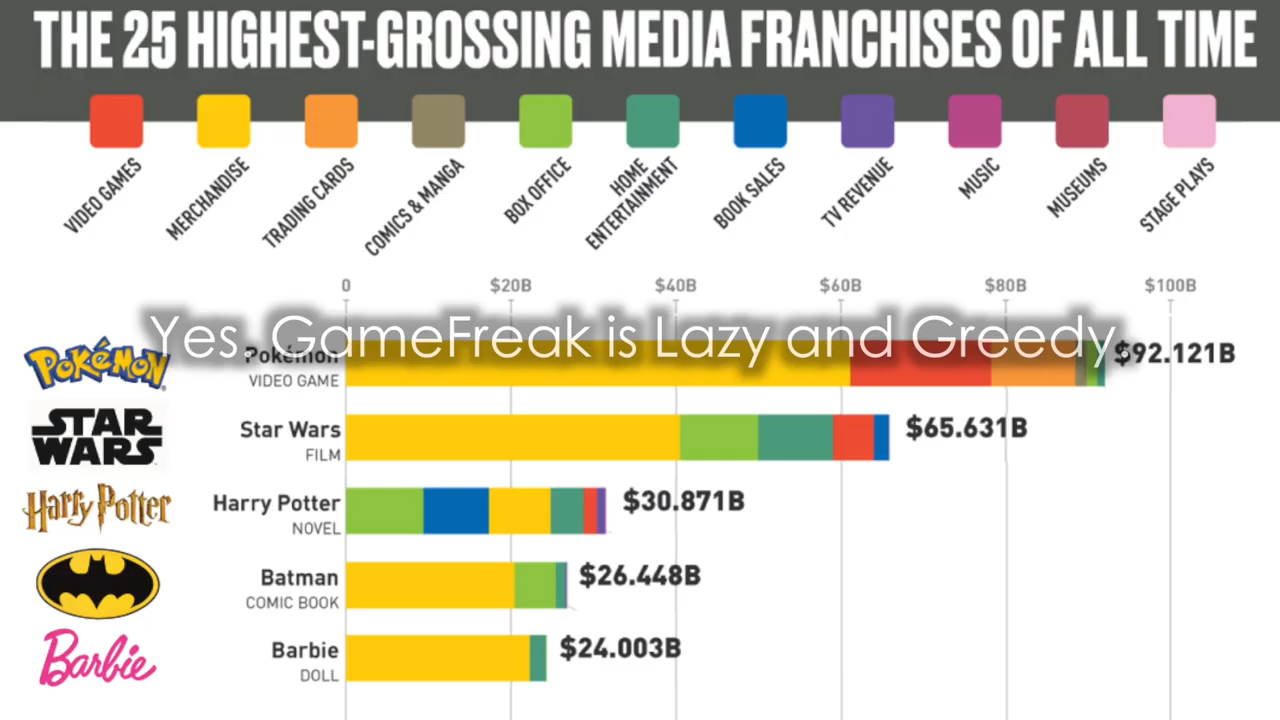 THE 25 HIGHEST-GROSSING MEDIA FRANCHISES OF ALL TIME
VIDEO GAMES
MERCHANDISE
TRADING CARDS
COMICS & MANGA
BOX OFFICE
HOME
ENTERTAINMENT
BOOK SALES
TV REVENUE
MUSIC
MUSEUMS
STAGE PLAYS
0 $20B $40B $60B $80B $100B
Yes. GameFreak is Lazy and Greedy.
POKÉMON
Pokémon
VIDEO GAME
$92.121B
STAR
WARS
Star Wars
FILM
$65.631B
Harry Potter
Harry Potter
NOVEL
$30.871B
Batman
COMIC BOOK
$26.448B
Barbie
Barbie
DOLL
$24.003B